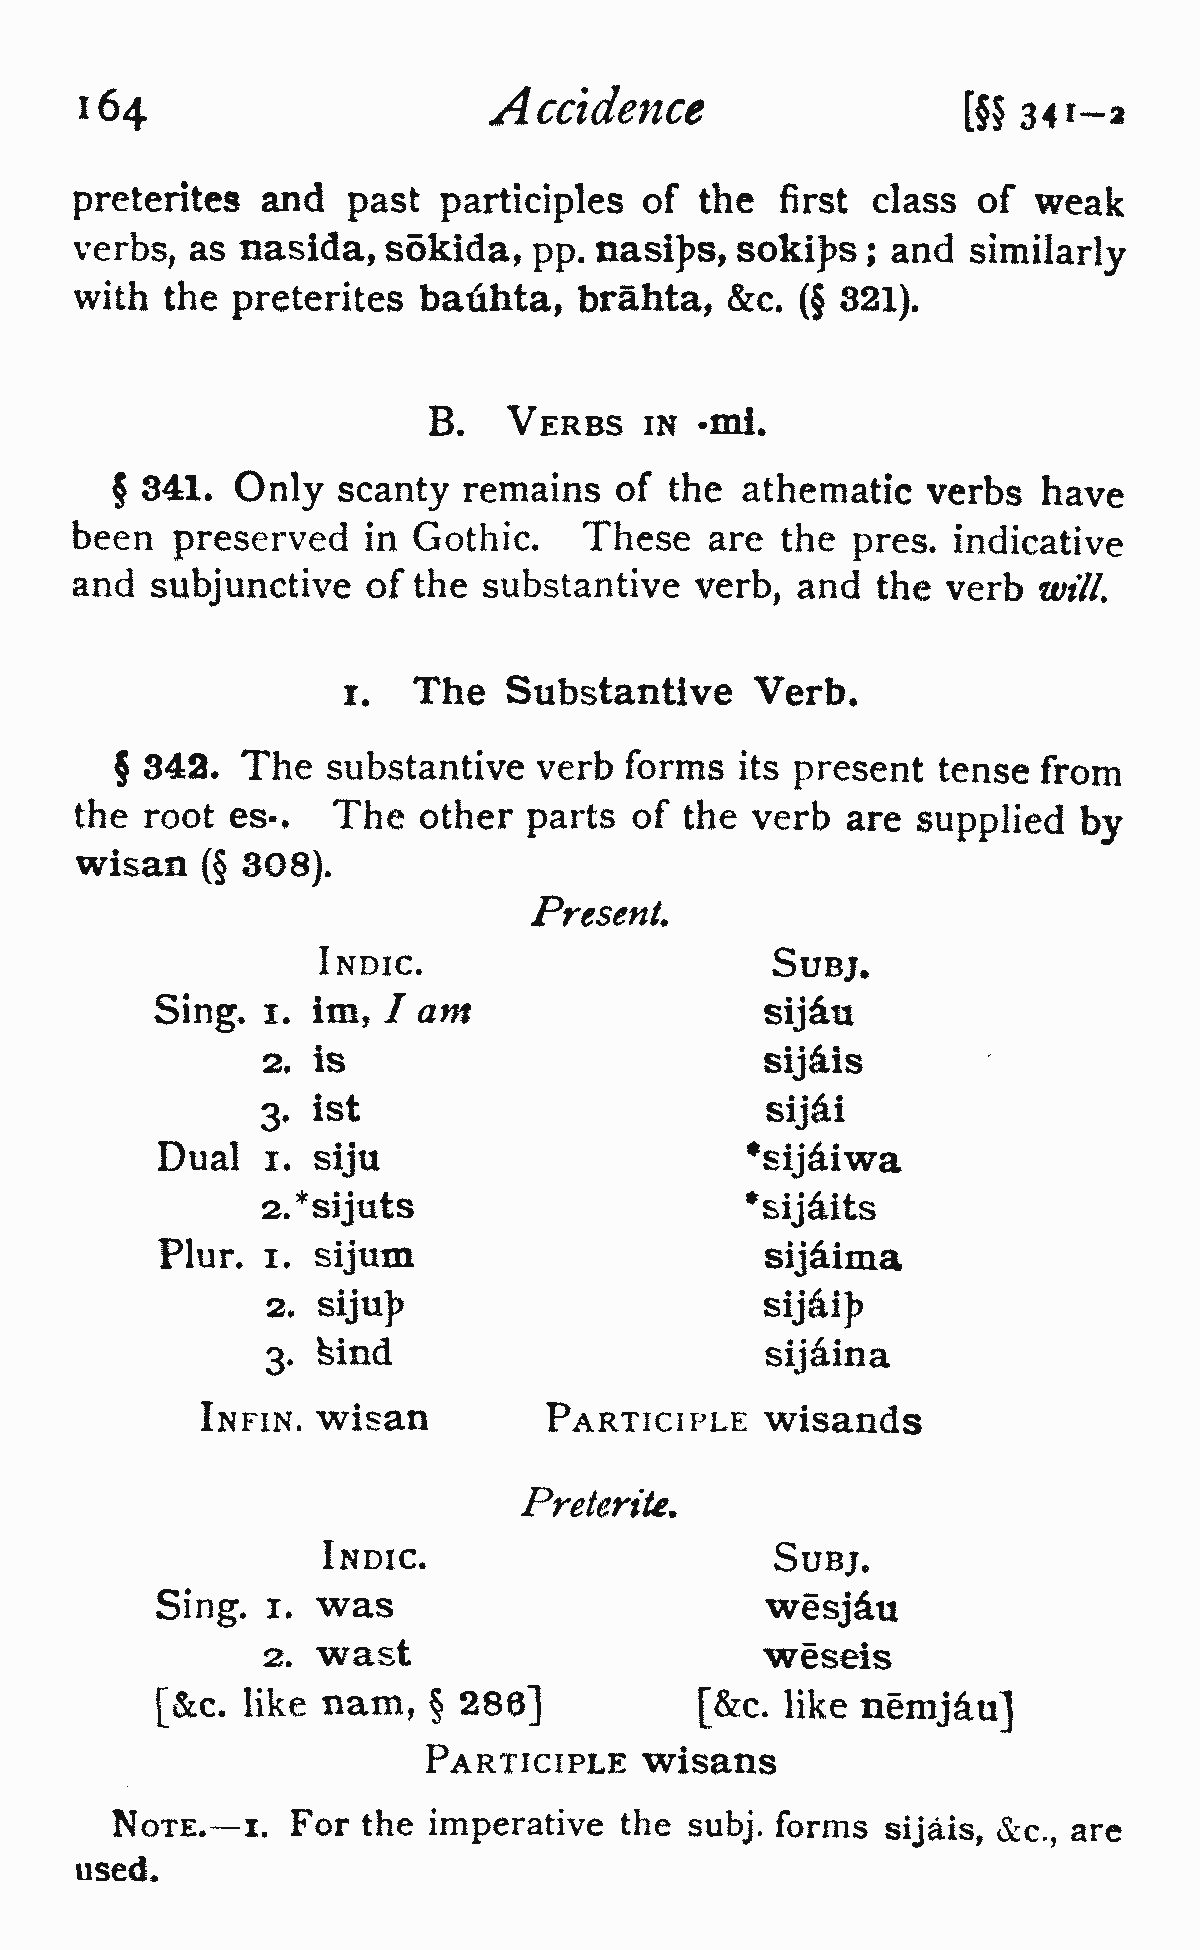 164 Accidence [§§ 341—2
preterites and past participles of the first class of weak
verbs, as nasida, sōkida, pp. nasiþs, sokiþs; and similarly
with the preterites baúhta, brāhta, &c. (§ 321).
B. Verbs in -mi.
§ 341. Only scanty remains of the athematic verbs have
been preserved in Gothic. These are the pres. indicative
and subjunctive of the substantive verb, and the verb will.
1. The Substantive Verb.
§ 342. The substantive verb forms its present tense from
the root es-. The other parts of the verb are supplied by
wisan (§ 308).
Present.
Indic. Subj.
Sing. 1. im, I am sijáu
2. is sijáis
3. ist sijái
Dual 1. siju *sijáiwa
2.*sijuts *sijáits
Plur. 1. sijum sijáima
2. sijuþ sijáiþ
3. sind sijáina
Infin. wisan Participle wisands
Preterite.
Indic. Subj.
Sing. 1. was wēsjáu
2. wast wēseis
[&c. like nam, § 286] [&c. like nēmjáu]
Participle wisans
Note.—1. For the imperative the subj. forms sijáis, &c., are
used.